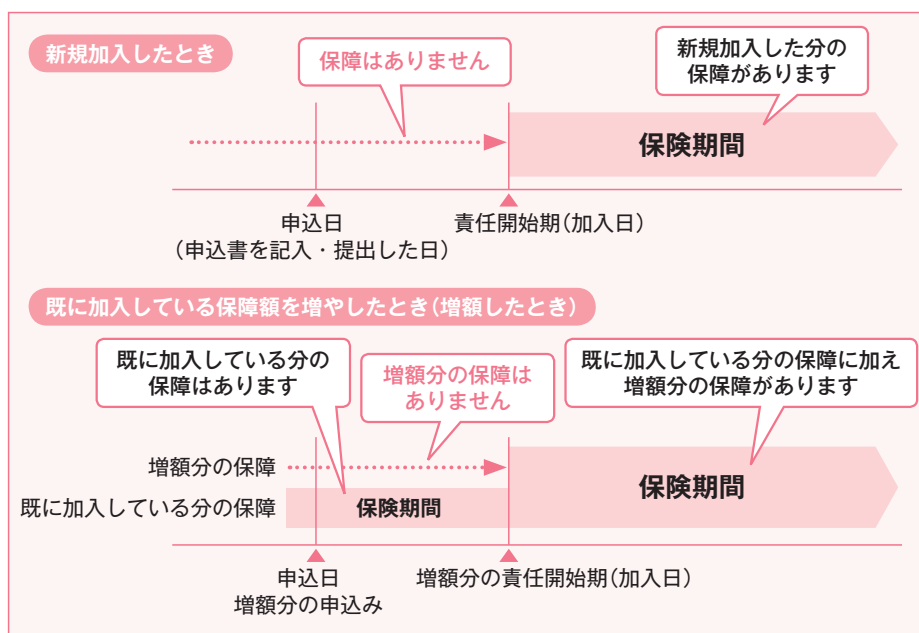 新規加入したとき
保障はありません
新規加入した分の
保障があります
保険期間
申込日
(申込書を記入・提出した日)
責任開始期(加入日)
既に加入している保障額を増やしたとき(増額したとき)
既に加入している分の
保障はあります
増額分の保障は
ありません
既に加入している分の保障に加え
増額分の保障があります
増額分の保障
既に加入している分の保障
保険期間
保険期間
申込日
増額分の申込み
増額分の責任開始期(加入日)